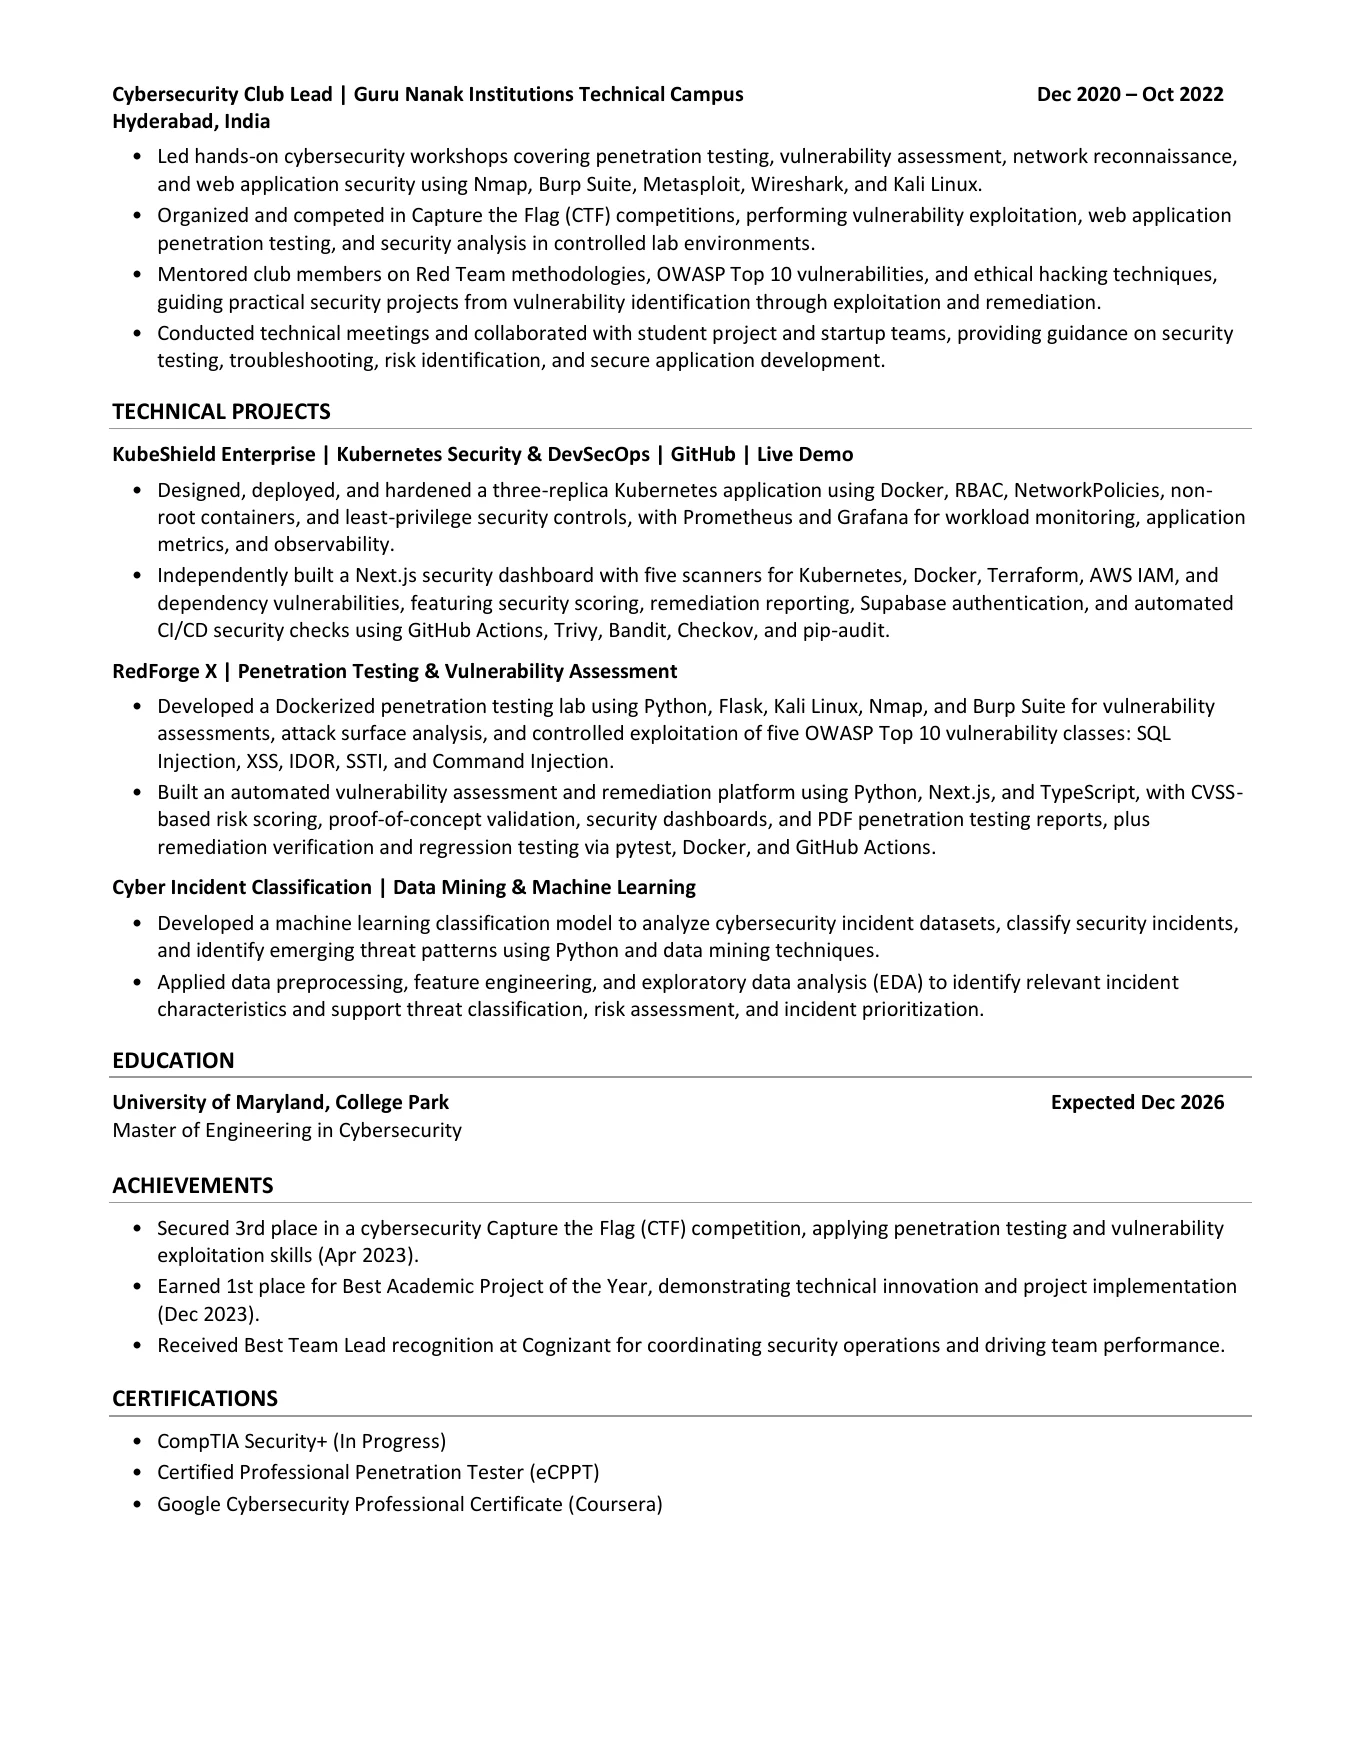 Cybersecurity Club Lead | Guru Nanak Institutions Technical Campus Dec 2020 – Oct 2022
Hyderabad, India
• Led hands-on cybersecurity workshops covering penetration testing, vulnerability assessment, network reconnaissance,
and web application security using Nmap, Burp Suite, Metasploit, Wireshark, and Kali Linux.
• Organized and competed in Capture the Flag (CTF) competitions, performing vulnerability exploitation, web application
penetration testing, and security analysis in controlled lab environments.
• Mentored club members on Red Team methodologies, OWASP Top 10 vulnerabilities, and ethical hacking techniques,
guiding practical security projects from vulnerability identification through exploitation and remediation.
• Conducted technical meetings and collaborated with student project and startup teams, providing guidance on security
testing, troubleshooting, risk identification, and secure application development.
TECHNICAL PROJECTS
KubeShield Enterprise | Kubernetes Security & DevSecOps | GitHub | Live Demo
• Designed, deployed, and hardened a three-replica Kubernetes application using Docker, RBAC, NetworkPolicies, non-
root containers, and least-privilege security controls, with Prometheus and Grafana for workload monitoring, application
metrics, and observability.
• Independently built a Next.js security dashboard with five scanners for Kubernetes, Docker, Terraform, AWS IAM, and
dependency vulnerabilities, featuring security scoring, remediation reporting, Supabase authentication, and automated
CI/CD security checks using GitHub Actions, Trivy, Bandit, Checkov, and pip-audit.
RedForge X | Penetration Testing & Vulnerability Assessment
• Developed a Dockerized penetration testing lab using Python, Flask, Kali Linux, Nmap, and Burp Suite for vulnerability
assessments, attack surface analysis, and controlled exploitation of five OWASP Top 10 vulnerability classes: SQL
Injection, XSS, IDOR, SSTI, and Command Injection.
• Built an automated vulnerability assessment and remediation platform using Python, Next.js, and TypeScript, with CVSS-
based risk scoring, proof-of-concept validation, security dashboards, and PDF penetration testing reports, plus
remediation verification and regression testing via pytest, Docker, and GitHub Actions.
Cyber Incident Classification | Data Mining & Machine Learning
• Developed a machine learning classification model to analyze cybersecurity incident datasets, classify security incidents,
and identify emerging threat patterns using Python and data mining techniques.
• Applied data preprocessing, feature engineering, and exploratory data analysis (EDA) to identify relevant incident
characteristics and support threat classification, risk assessment, and incident prioritization.
EDUCATION
University of Maryland, College Park Expected Dec 2026
Master of Engineering in Cybersecurity
ACHIEVEMENTS
• Secured 3rd place in a cybersecurity Capture the Flag (CTF) competition, applying penetration testing and vulnerability
exploitation skills (Apr 2023).
• Earned 1st place for Best Academic Project of the Year, demonstrating technical innovation and project implementation
(Dec 2023).
• Received Best Team Lead recognition at Cognizant for coordinating security operations and driving team performance.
CERTIFICATIONS
• CompTIA Security+ (In Progress)
• Certified Professional Penetration Tester (eCPPT)
• Google Cybersecurity Professional Certificate (Coursera)